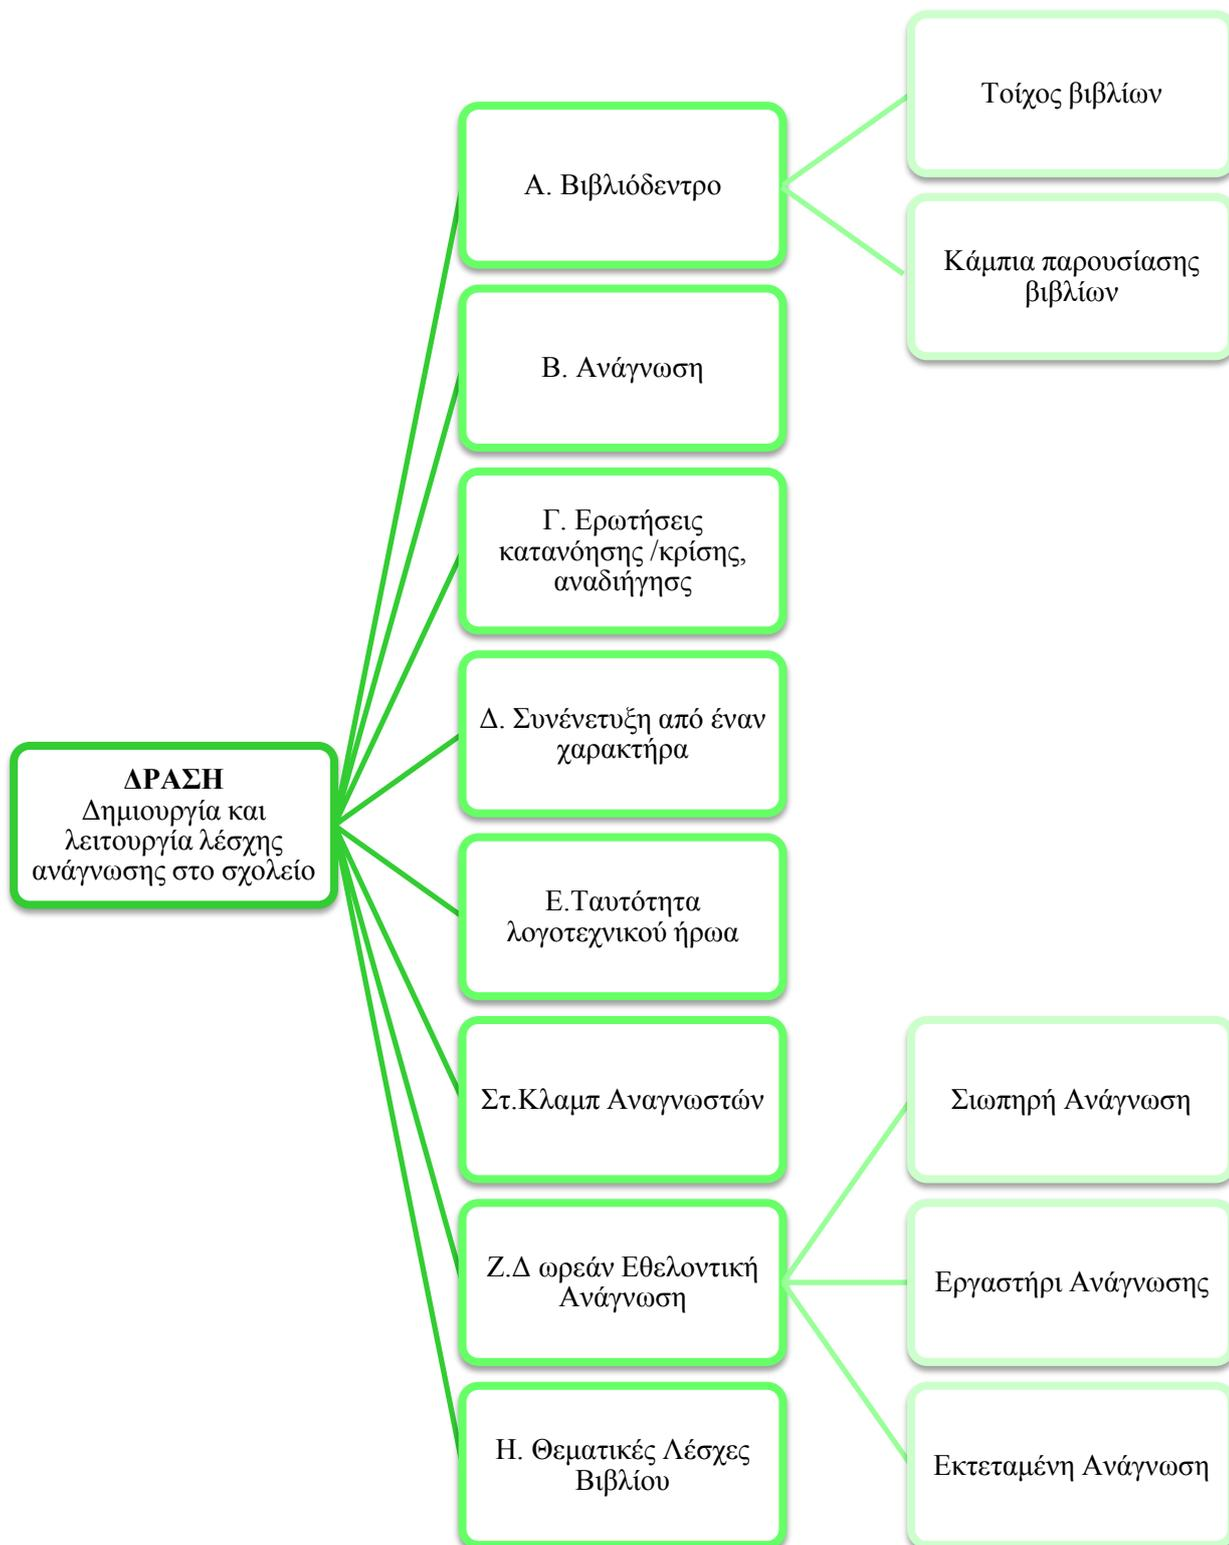 ΔΡΑΣΗ
Δημιουργία και
λειτουργία λέσχης
ανάγνωσης στο σχολείο
Α. Βιβλιόδεντρο
Τοίχος βιβλίων
Κάμπια παρουσίασης
βιβλίων
Β. Ανάγνωση
Γ. Ερωτήσεις
κατανόησης /κρίσης,
αναδιήγησς
Δ. Συνένετυξη από έναν
χαρακτήρα
Ε.Ταυτότητα
λογοτεχνικού ήρωα
Στ.Κλαμπ Αναγνωστών
Ζ.Δ ωρεάν Εθελοντική
Ανάγνωση
Σιωπηρή Ανάγνωση
Εργαστήρι Ανάγνωσης
Εκτεταμένη Ανάγνωση
Η. Θεματικές Λέσχες
Βιβλίου